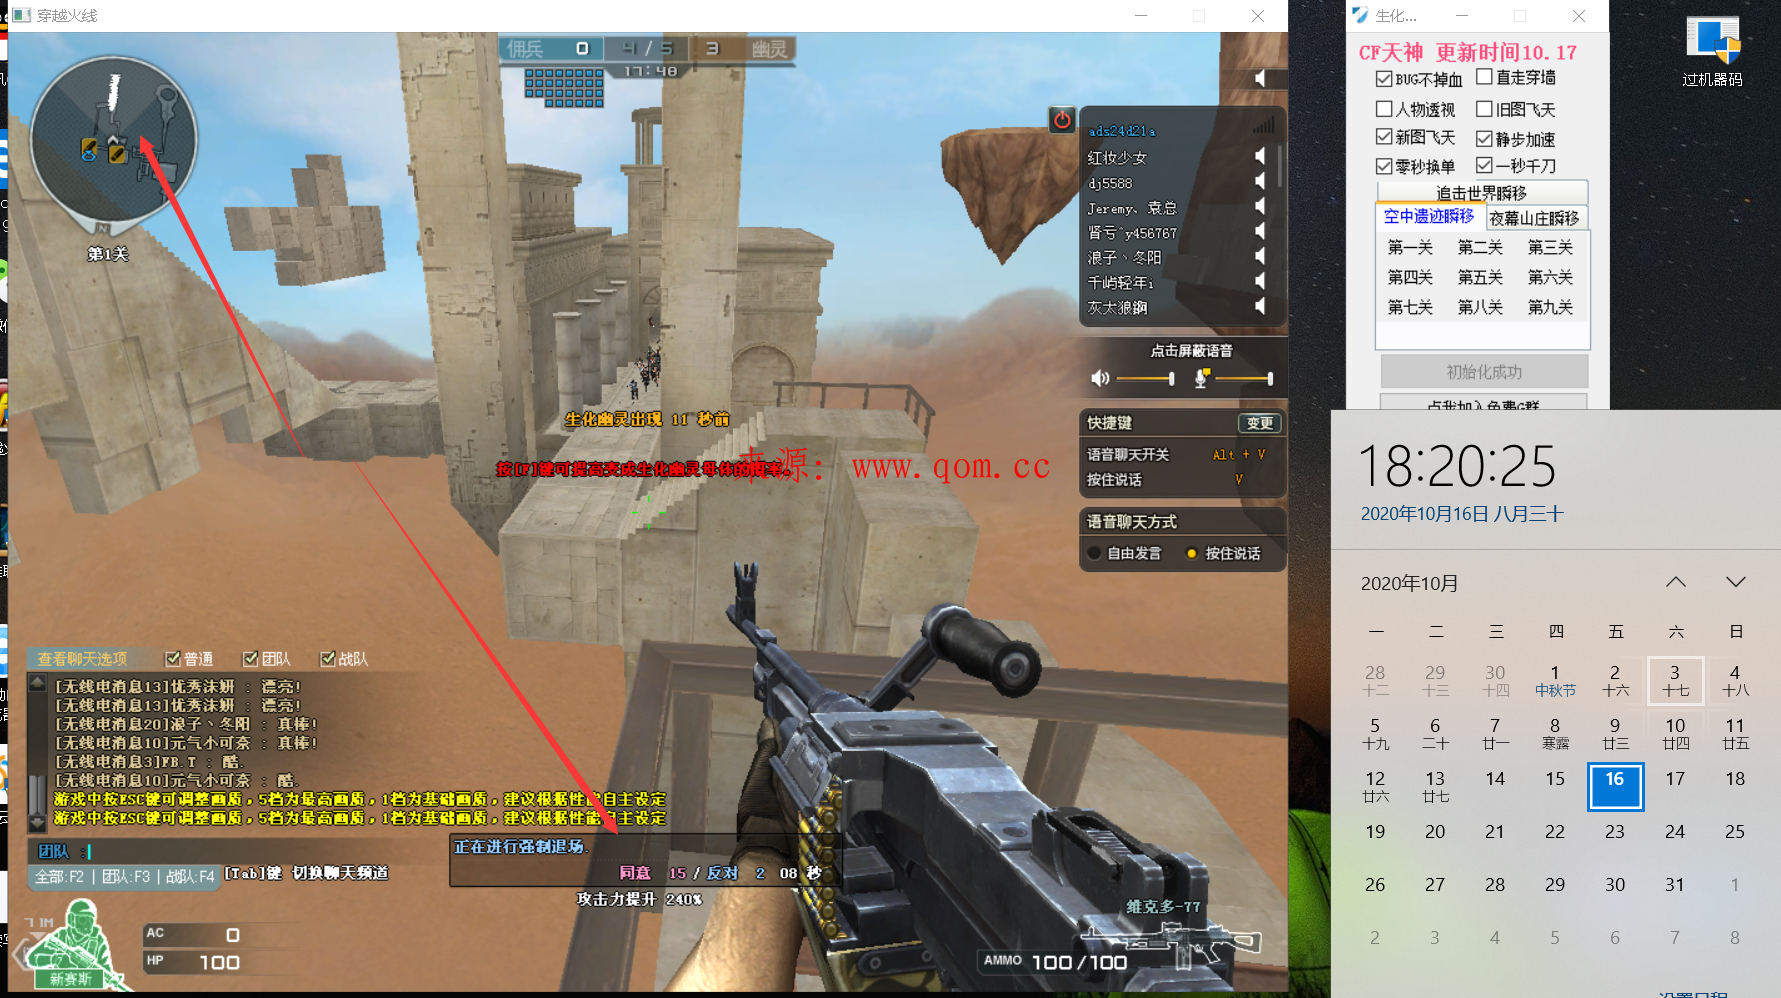 穿越火线
佣兵 0 4 / 5 3 幽灵
17:48
第1关
ads24d21a
红妆少女
dj5588
Jeremy、袁总
肾亏^y456767
浪子丶冬阳
千屿轻年i
灰太狼鋼
点击屏蔽语音
快捷键 变更
语音聊天开关 Alt + V
按住说话 V
语音聊天方式
自由发言 按住说话
生化幽灵出现 11 秒前
按[F]键可提高变成生化幽灵母体的概率。
来源: www.qom.cc
查看聊天选项 普通 团队 战队
[无线电消息13]优秀沫妍 : 漂亮!
[无线电消息13]优秀沫妍 : 漂亮!
[无线电消息20]浪子丶冬阳 : 真棒!
[无线电消息10]元气小可奈 : 真棒!
[无线电消息3]FB.T : 酷.
[无线电消息10]元气小可奈 : 酷.
游戏中按ESC键可调整画质，5档为最高画质，1档为基础画质，建议根据性能自主设定
游戏中按ESC键可调整画质，5档为最高画质，1档为基础画质，建议根据性能自主设定
团队 :
全部:F2 | 团队:F3 | 战队:F4 [Tab]键 切换聊天频道
正在进行强制退场.
同意 15 / 反对 2 08 秒
攻击力提升 240%
新赛斯
AC 0
HP 100
维克多-77
AMMO 100/100
生化...
CF天神 更新时间10.17
BUG不掉血 直走穿墙
人物透视 旧图飞天
新图飞天 静步加速
零秒换单 一秒千刀
追击世界瞬移
空中遗迹瞬移 夜幕山庄瞬移
第一关 第二关 第三关
第四关 第五关 第六关
第七关 第八关 第九关
初始化成功
点我加入免费G群
过机器码
18:20:25
2020年10月16日 八月三十
2020年10月
一 二 三 四 五 六 日
28 29 30 1 2 3 4
十二 十三 十四 中秋节 十六 十七 十八
5 6 7 8 9 10 11
十九 二十 廿一 寒露 廿三 廿四 廿五
12 13 14 15 16 17 18
廿六 廿七
19 20 21 22 23 24 25
26 27 28 29 30 31 1
2 3 4 5 6 7 8